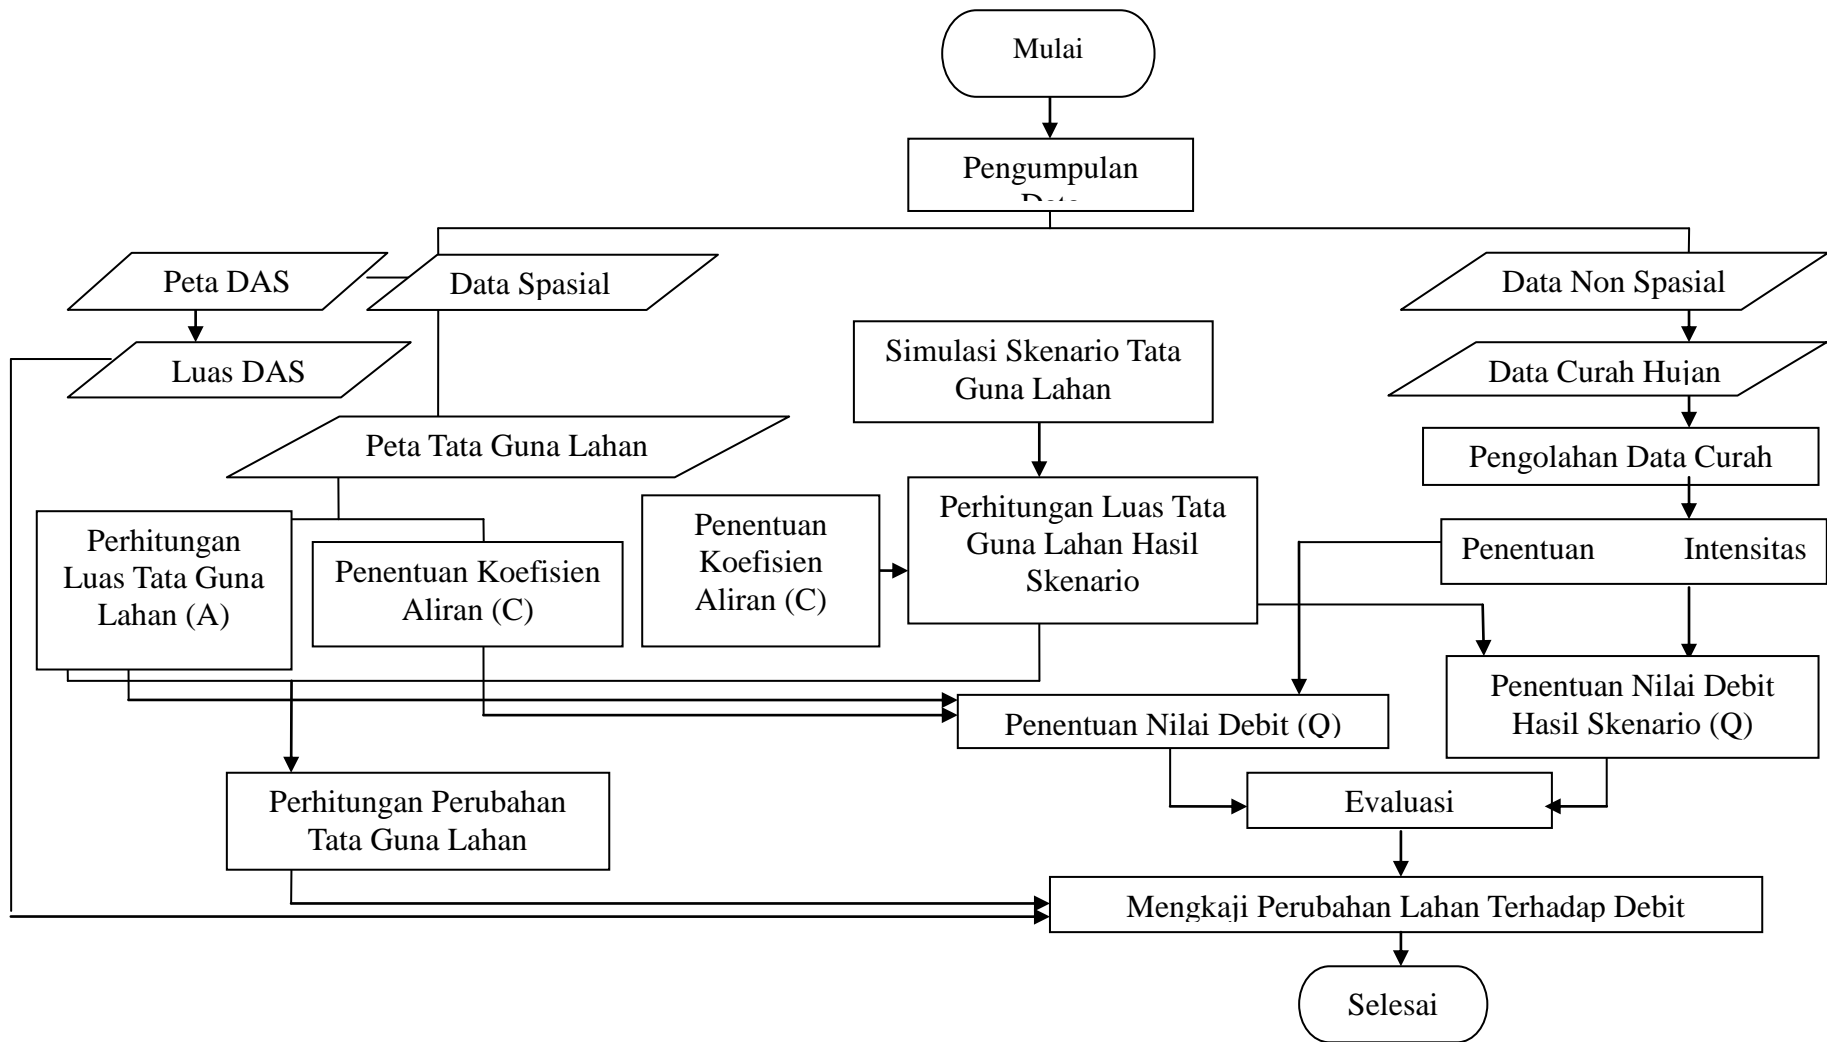 Mulai
Pengumpulan
Data
Peta DAS
Data Spasial
Data Non Spasial
Luas DAS
Simulasi Skenario Tata
Guna Lahan
Data Curah Hujan
Peta Tata Guna Lahan
Pengolahan Data Curah
Perhitungan
Luas Tata Guna
Lahan (A)
Penentuan Koefisien
Aliran (C)
Penentuan
Koefisien
Aliran (C)
Perhitungan Luas Tata
Guna Lahan Hasil
Skenario
Penentuan Intensitas
Penentuan Nilai Debit (Q)
Penentuan Nilai Debit
Hasil Skenario (Q)
Perhitungan Perubahan
Tata Guna Lahan
Evaluasi
Mengkaji Perubahan Lahan Terhadap Debit
Selesai